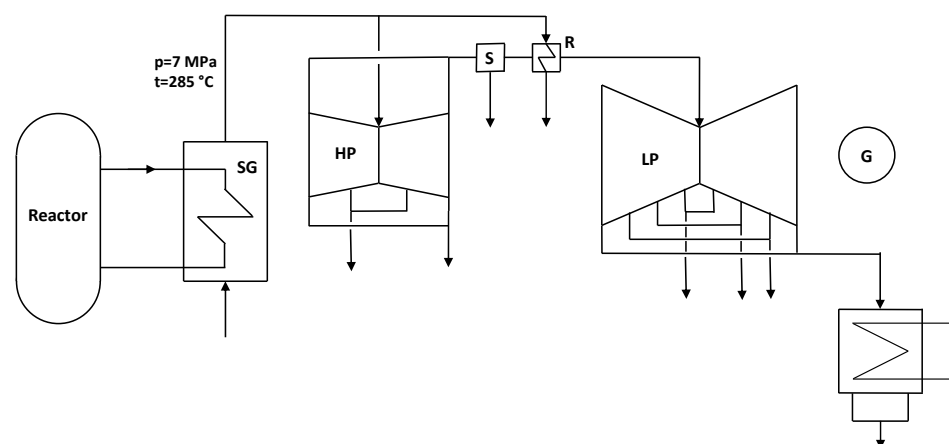 R
p=7 MPa
t=285 °C
S
HP
LP
G
SG
Reactor